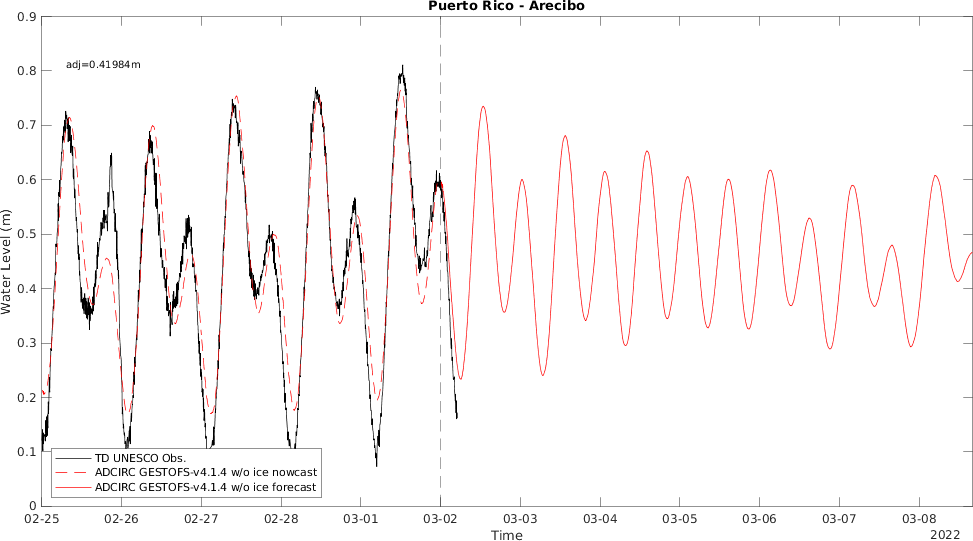 Puerto Rico - Arecibo
0.9
0.8
adj=0.41984m
0.7
0.6
0.5
Water Level (m)
0.4
0.3
0.2
0.1
TD UNESCO Obs.
ADCIRC GESTOFS-v4.1.4 w/o ice nowcast
ADCIRC GESTOFS-v4.1.4 w/o ice forecast
0
02-25 02-26 02-27 02-28 03-01 03-02 03-03 03-04 03-05 03-06 03-07 03-08
Time
2022